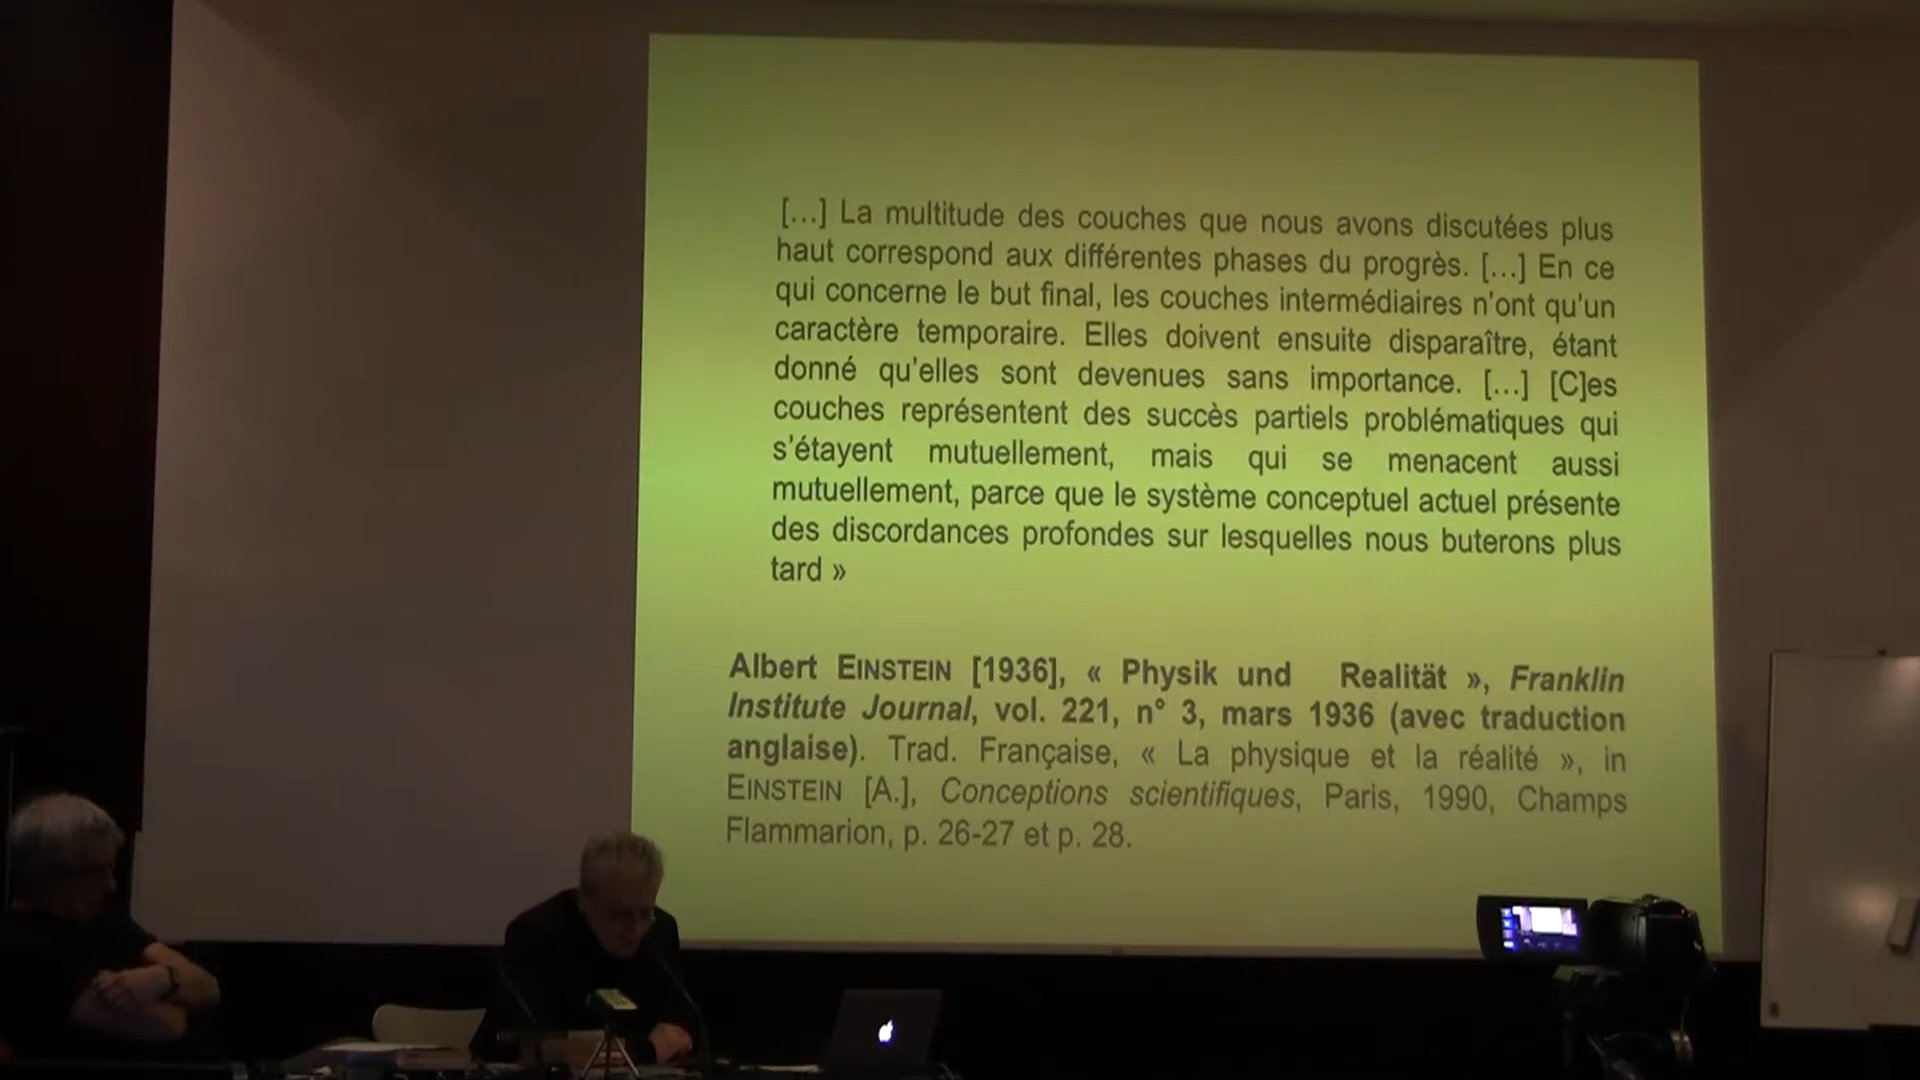 […] La multitude des couches que nous avons discutées plus
haut correspond aux différentes phases du progrès. […] En ce
qui concerne le but final, les couches intermédiaires n'ont qu'un
caractère temporaire. Elles doivent ensuite disparaître, étant
donné qu'elles sont devenues sans importance. […] [C]es
couches représentent des succès partiels problématiques qui
s'étayent mutuellement, mais qui se menacent aussi
mutuellement, parce que le système conceptuel actuel présente
des discordances profondes sur lesquelles nous buterons plus
tard »
Albert EINSTEIN [1936], « Physik und Realität », Franklin
Institute Journal, vol. 221, n° 3, mars 1936 (avec traduction
anglaise). Trad. Française, « La physique et la réalité », in
EINSTEIN [A.], Conceptions scientifiques, Paris, 1990, Champs
Flammarion, p. 26-27 et p. 28.